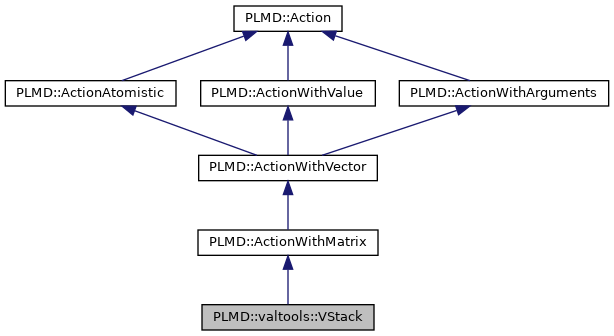 PLMD::Action
PLMD::ActionAtomistic
PLMD::ActionWithValue
PLMD::ActionWithArguments
PLMD::ActionWithVector
PLMD::ActionWithMatrix
PLMD::valtools::VStack